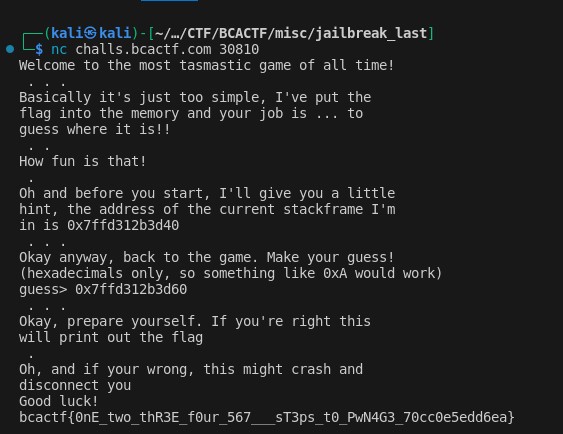 ┌──(kali㉿kali)-[~/…/CTF/BCACTF/misc/jailbreak_last]
└─$ nc challs.bcactf.com 30810
Welcome to the most tasmastic game of all time!
. . .
Basically it's just too simple, I've put the
flag into the memory and your job is ... to
guess where it is!!
. .
How fun is that!
.
Oh and before you start, I'll give you a little
hint, the address of the current stackframe I'm
in is 0x7ffd312b3d40
. . .
Okay anyway, back to the game. Make your guess!
(hexadecimals only, so something like 0xA would work)
guess> 0x7ffd312b3d60
. . .
Okay, prepare yourself. If you're right this
will print out the flag
.
Oh, and if your wrong, this might crash and
disconnect you
Good luck!
bcactf{0nE_two_thR3E_f0ur_567___sT3ps_t0_PwN4G3_70cc0e5edd6ea}